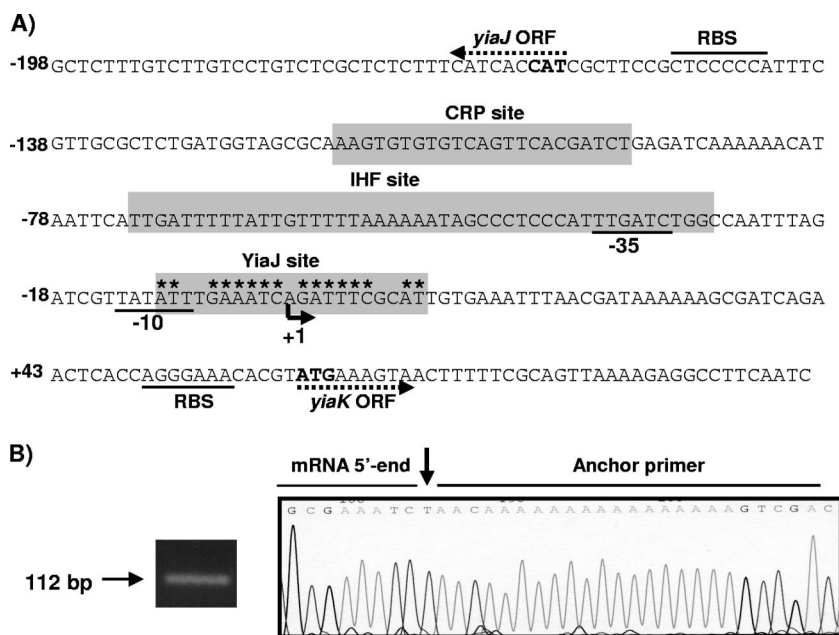 A)
yiaJ ORF RBS
-198 GCTCTTTGTCTTGTCCTGTCTCGCTCTCTTTCATCACCATCGCTTCCGCTCCCCCATTTC
CRP site
-138 GTTGCGCTCTGATGGTAGCGCAAAGTGTGTGTCAGTTCACGATCTGAGATCAAAAAACAT
IHF site
-78 AATTCATTGATTTTTATTGTTTTTAAAAAATAGCCCTCCCATTTGATCTGGCCAATTTAG
-35
YiaJ site
** ****** ****** **
-18 ATCGTTATATTTGAAATCAGATTTCGCATTGTGAAATTTAACGATAAAAAAGCGATCAGA
-10 +1
+43 ACTCACCAGGGAAACACGTATGAAAGTAACTTTTTCGCAGTTAAAAGAGGCCTTCAATC
RBS yiaK ORF
B)
mRNA 5'-end Anchor primer
G C G A A A T C T A A C A A A A A A A A A A A A A A A G T C G A C
112 bp